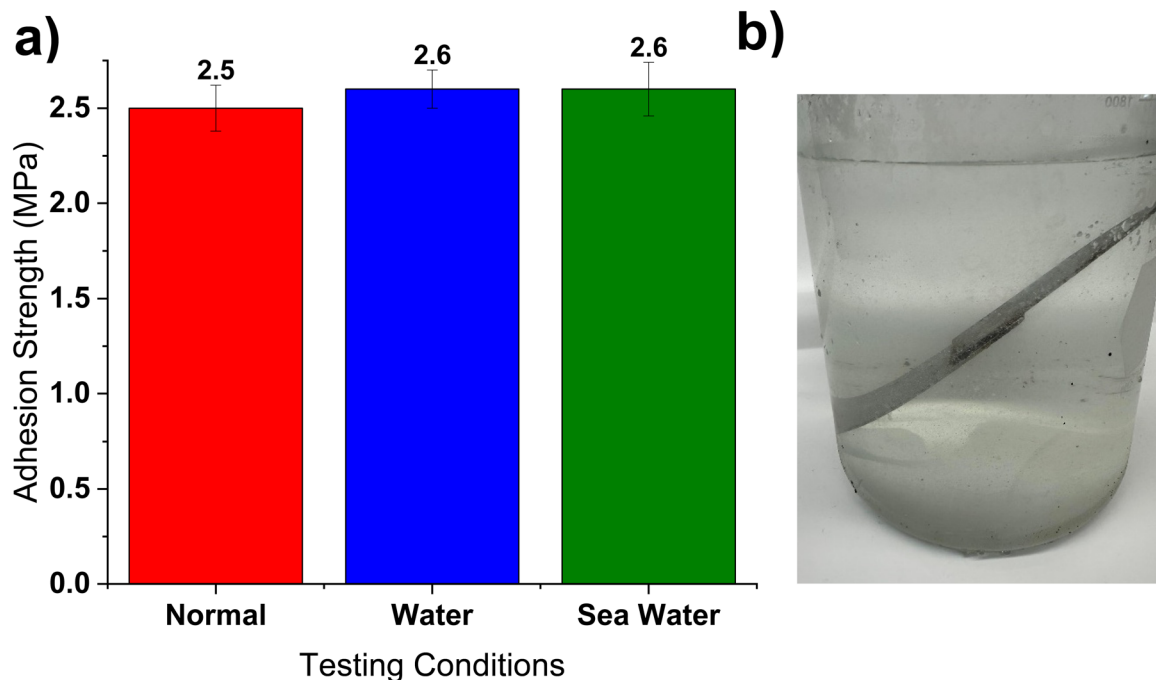 a)
2.5
2.6
2.6
2.5
2.0
1.5
1.0
0.5
0.0
Adhesion Strength (MPa)
Normal
Water
Sea Water
Testing Conditions
b)